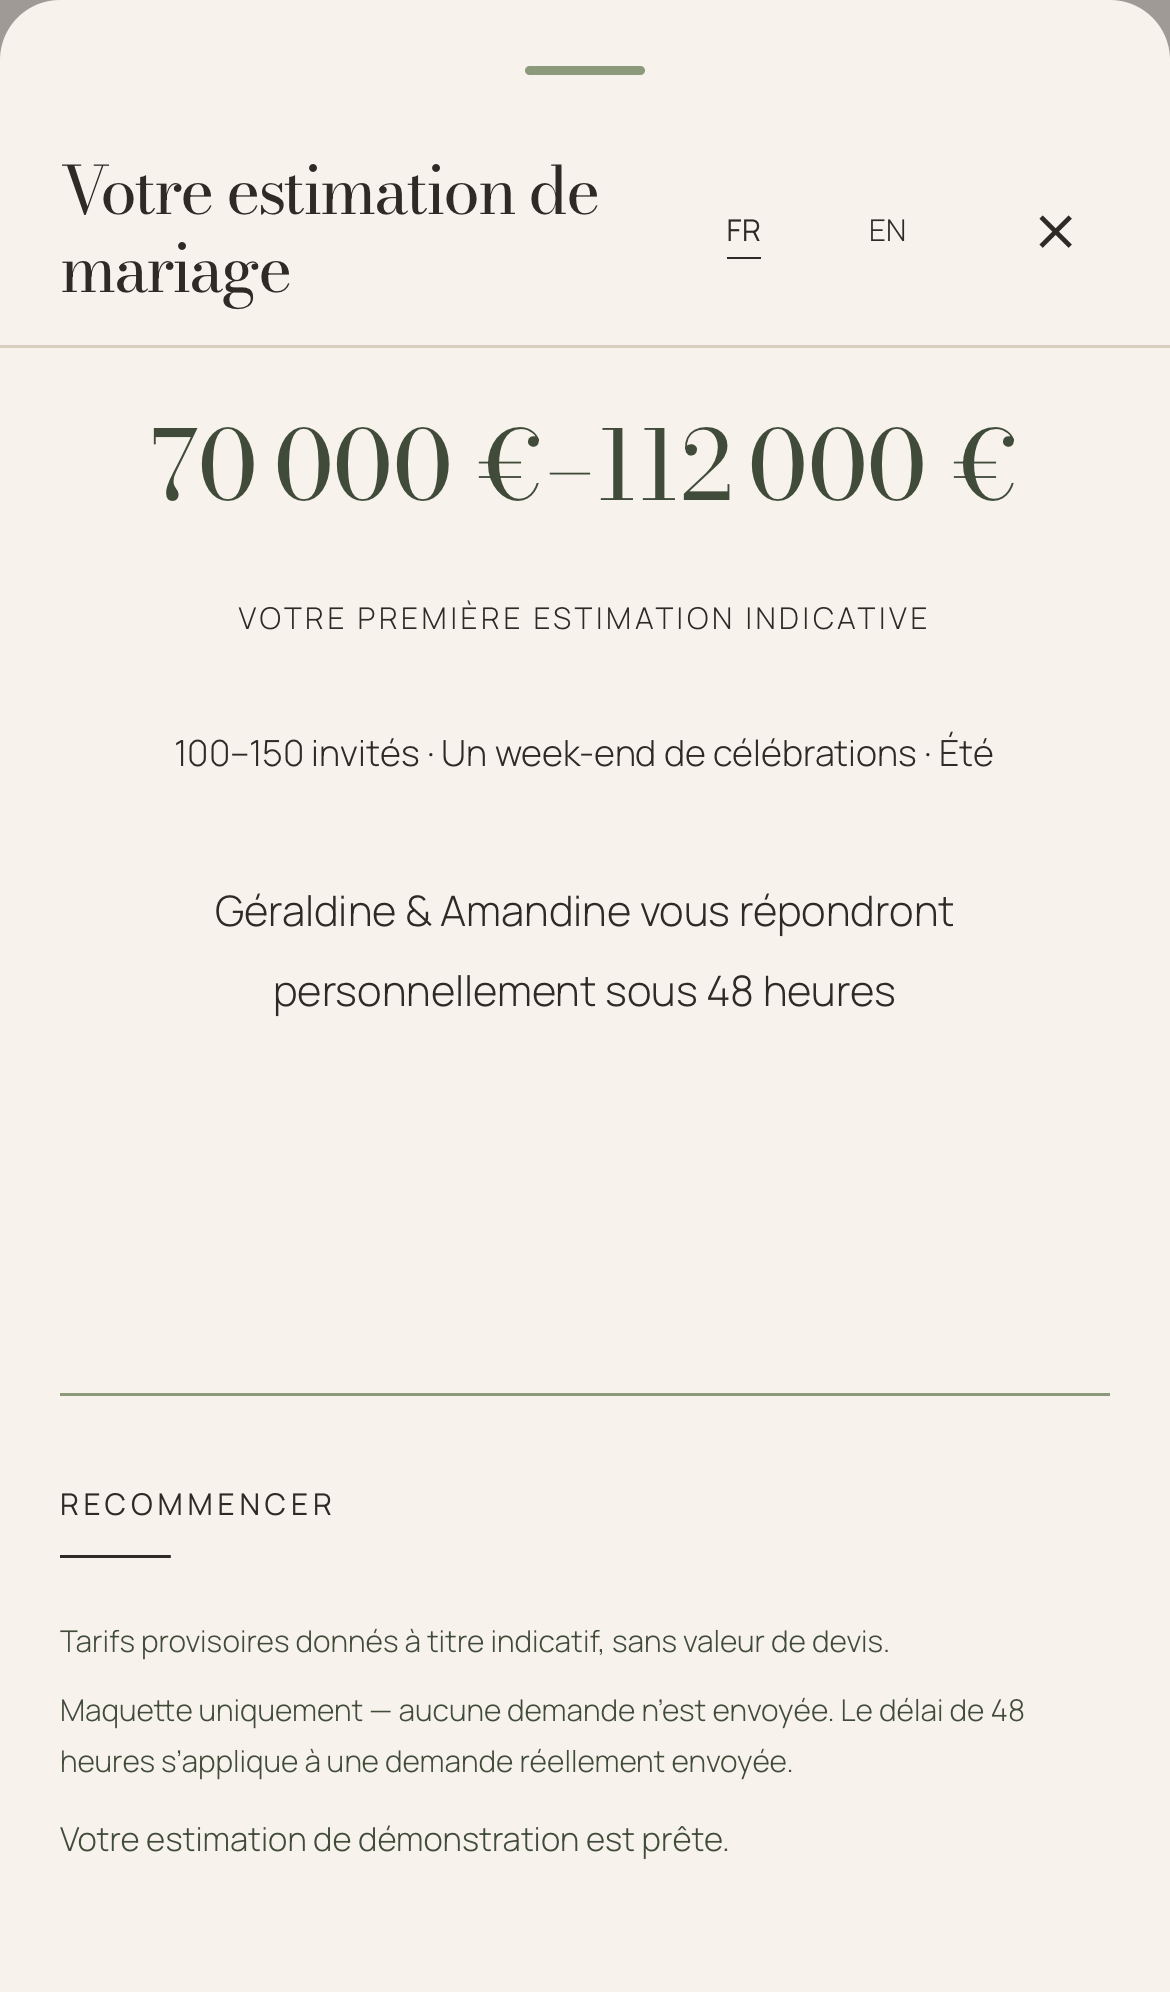 Votre estimation de
mariage
FR
EN
70 000 €–112 000 €
VOTRE PREMIÈRE ESTIMATION INDICATIVE
100–150 invités · Un week-end de célébrations · Été
Géraldine & Amandine vous répondront
personnellement sous 48 heures
RECOMMENCER
Tarifs provisoires donnés à titre indicatif, sans valeur de devis.
Maquette uniquement — aucune demande n’est envoyée. Le délai de 48
heures s’applique à une demande réellement envoyée.
Votre estimation de démonstration est prête.